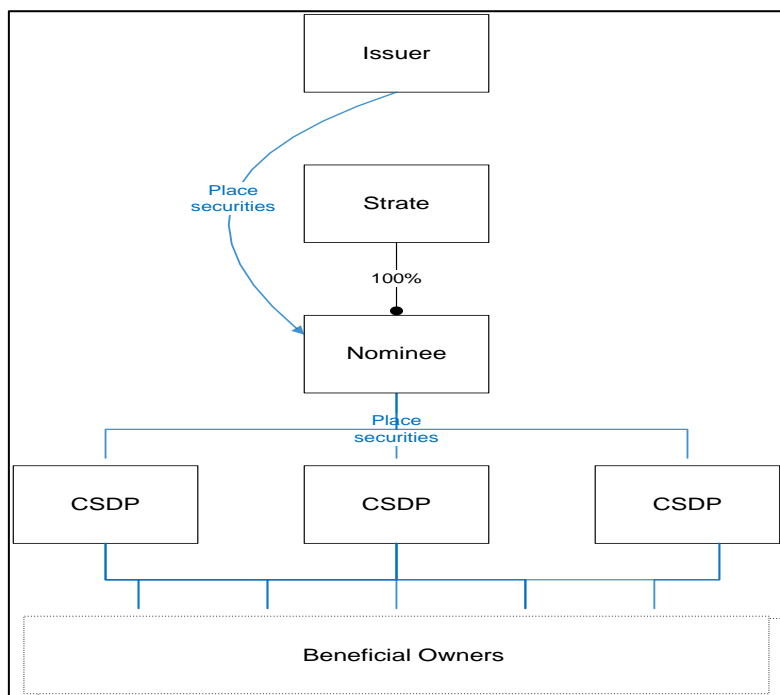 Issuer
Place
securities
Strate
100%
Nominee
Place
securities
CSDP
CSDP
CSDP
Beneficial Owners